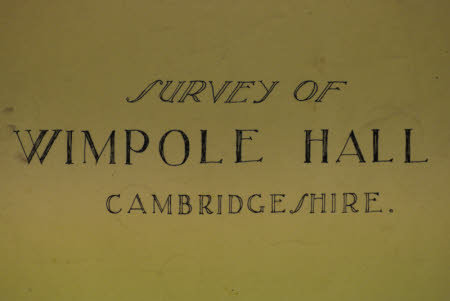 SURVEY OF
WIMPOLE HALL
CAMBRIDGESHIRE.